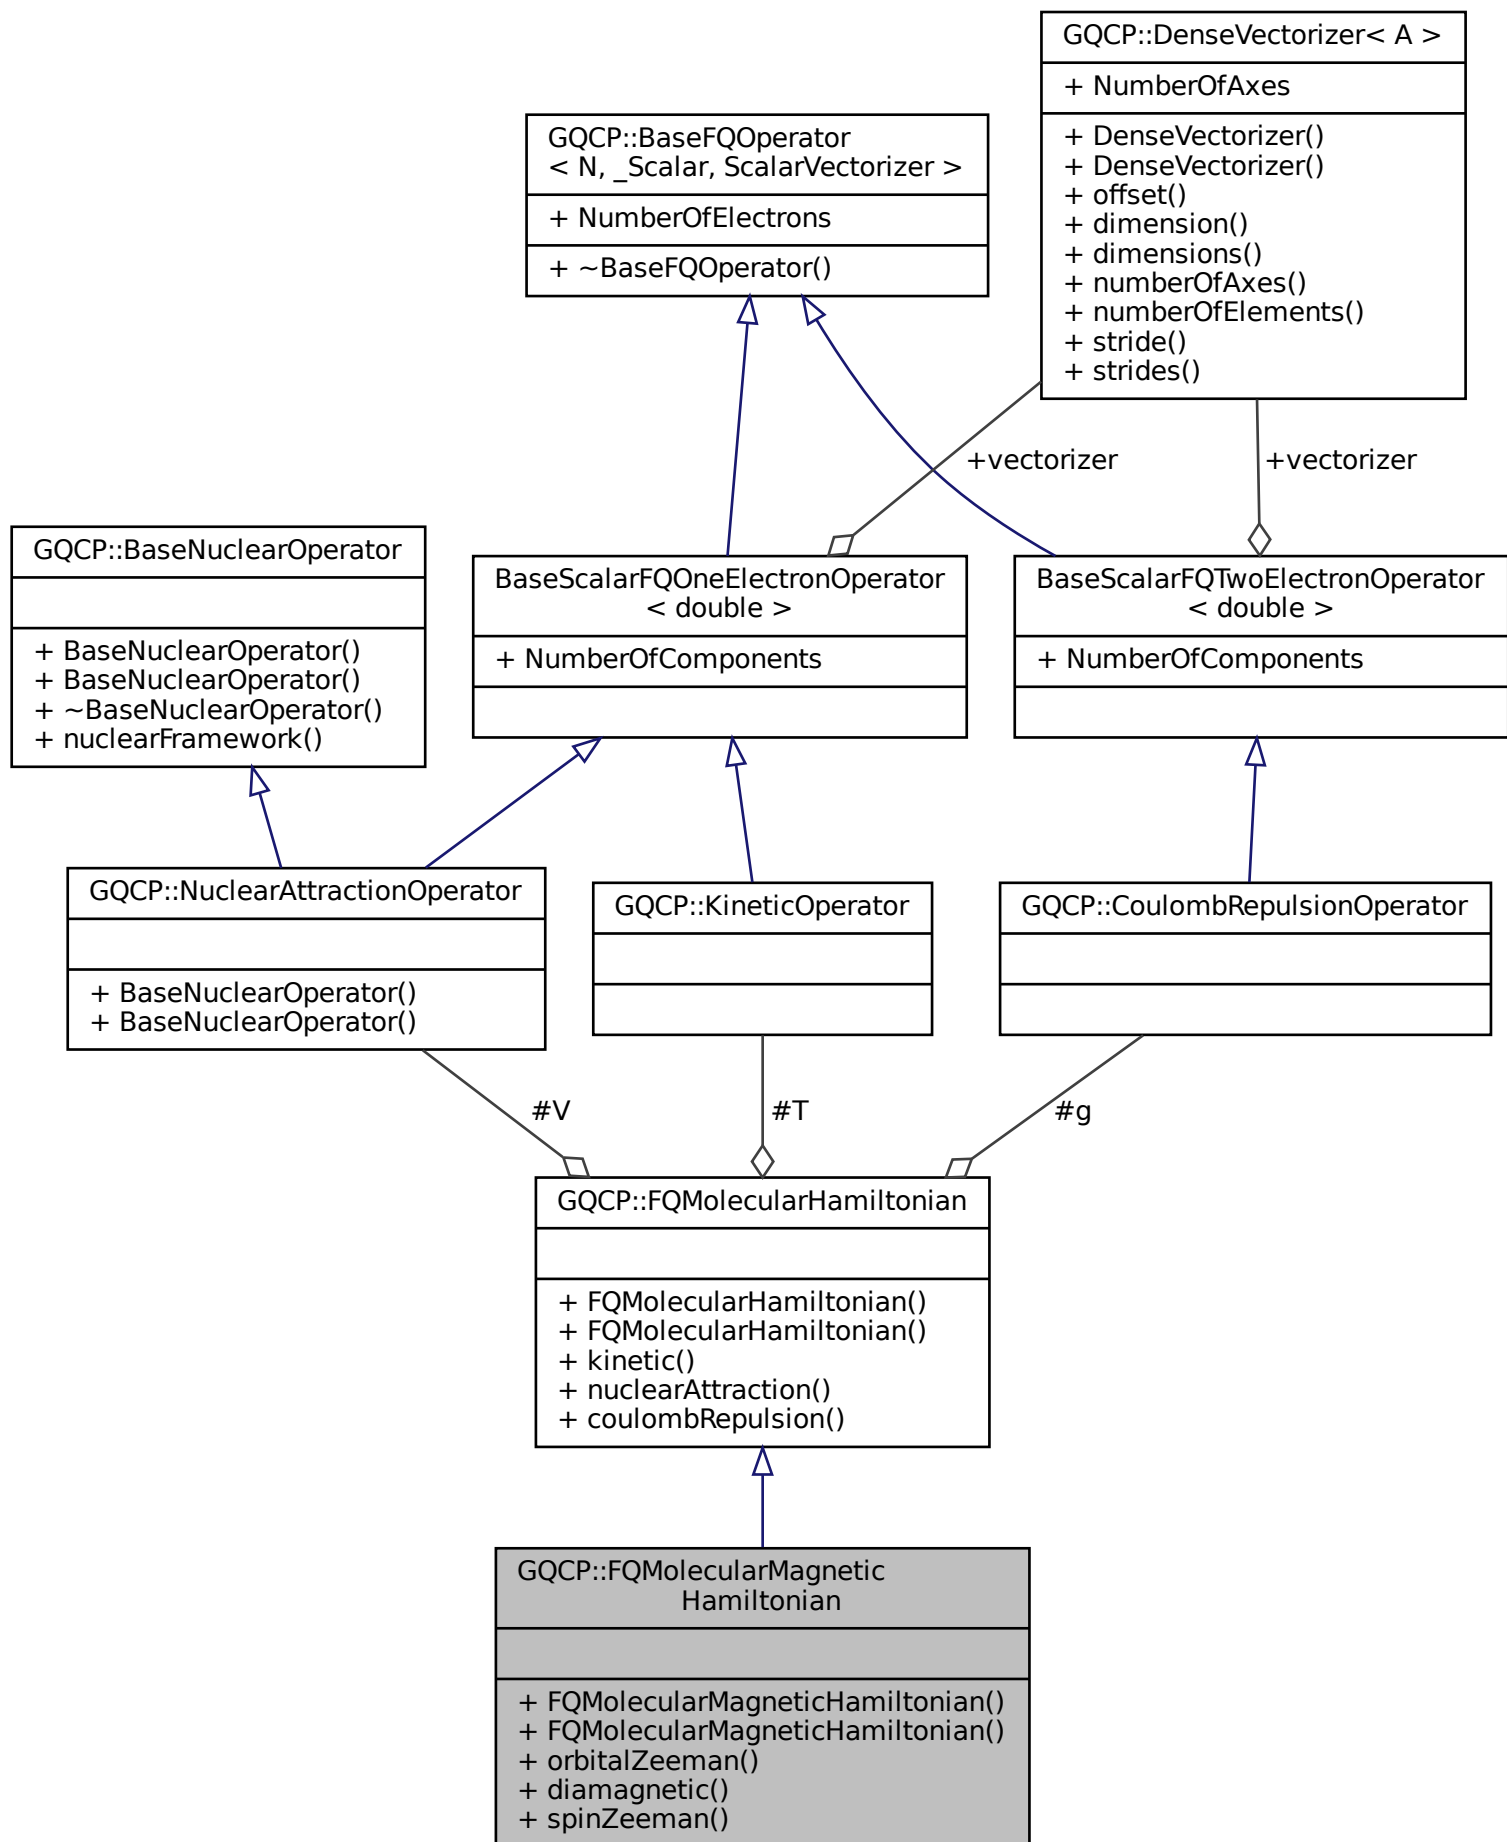 GQCP::DenseVectorizer< A >
+ NumberOfAxes
+ DenseVectorizer()
+ DenseVectorizer()
+ offset()
+ dimension()
+ dimensions()
+ numberOfAxes()
+ numberOfElements()
+ stride()
+ strides()
GQCP::BaseFQOperator
< N, _Scalar, ScalarVectorizer >
+ NumberOfElectrons
+ ~BaseFQOperator()
+vectorizer
+vectorizer
GQCP::BaseNuclearOperator
+ BaseNuclearOperator()
+ BaseNuclearOperator()
+ ~BaseNuclearOperator()
+ nuclearFramework()
BaseScalarFQOneElectronOperator
< double >
+ NumberOfComponents
BaseScalarFQTwoElectronOperator
< double >
+ NumberOfComponents
GQCP::NuclearAttractionOperator
+ BaseNuclearOperator()
+ BaseNuclearOperator()
GQCP::KineticOperator
GQCP::CoulombRepulsionOperator
#V
#T
#g
GQCP::FQMolecularHamiltonian
+ FQMolecularHamiltonian()
+ FQMolecularHamiltonian()
+ kinetic()
+ nuclearAttraction()
+ coulombRepulsion()
GQCP::FQMolecularMagnetic
Hamiltonian
+ FQMolecularMagneticHamiltonian()
+ FQMolecularMagneticHamiltonian()
+ orbitalZeeman()
+ diamagnetic()
+ spinZeeman()